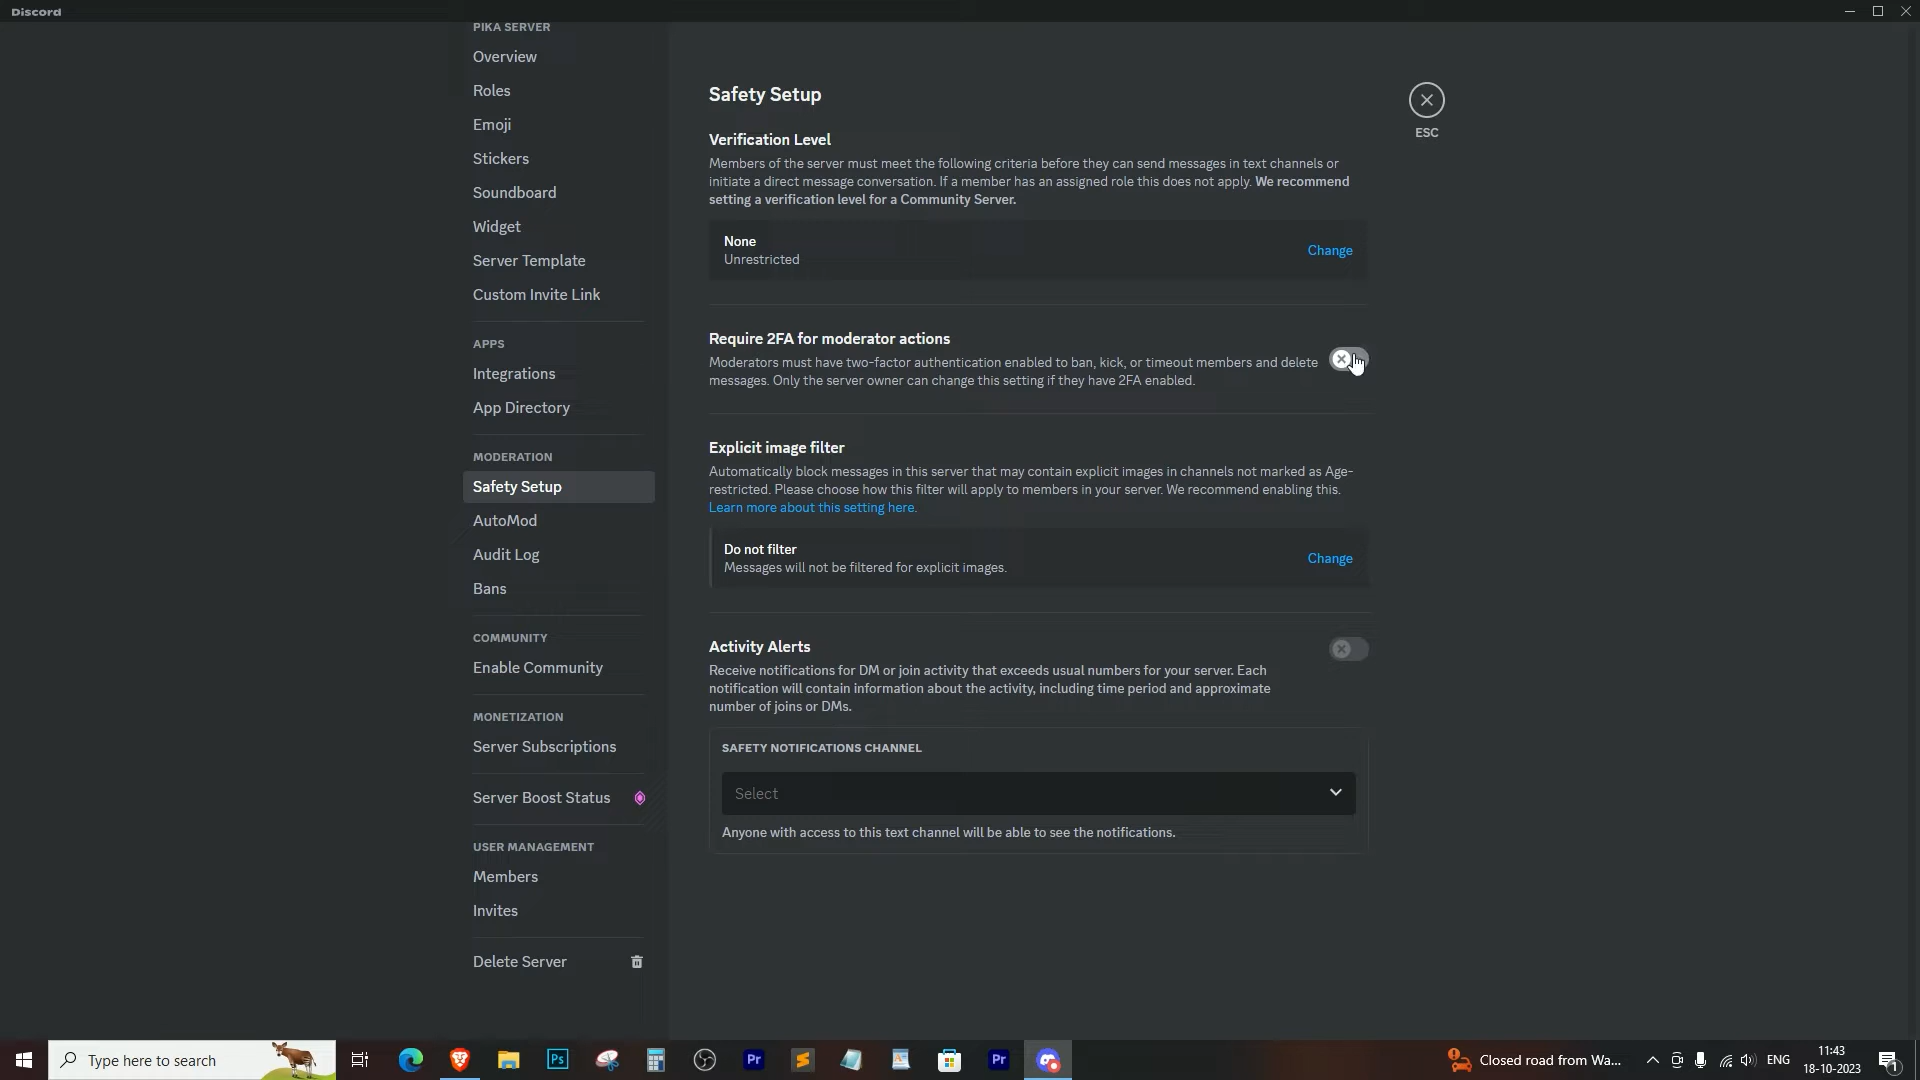 Discord
PIKA SERVER
Overview
Roles
Emoji
Stickers
Soundboard
Widget
Server Template
Custom Invite Link
APPS
Integrations
App Directory
MODERATION
Safety Setup
AutoMod
Audit Log
Bans
COMMUNITY
Enable Community
MONETIZATION
Server Subscriptions
Server Boost Status
USER MANAGEMENT
Members
Invites
Delete Server
Safety Setup
ESC
Verification Level
Members of the server must meet the following criteria before they can send messages in text channels or
initiate a direct message conversation. If a member has an assigned role this does not apply. We recommend
setting a verification level for a Community Server.
None
Unrestricted
Change
Require 2FA for moderator actions
Moderators must have two-factor authentication enabled to ban, kick, or timeout members and delete
messages. Only the server owner can change this setting if they have 2FA enabled.
Explicit image filter
Automatically block messages in this server that may contain explicit images in channels not marked as Age-
restricted. Please choose how this filter will apply to members in your server. We recommend enabling this.
Learn more about this setting here.
Do not filter
Messages will not be filtered for explicit images.
Change
Activity Alerts
Receive notifications for DM or join activity that exceeds usual numbers for your server. Each
notification will contain information about the activity, including time period and approximate
number of joins or DMs.
SAFETY NOTIFICATIONS CHANNEL
Select
Anyone with access to this text channel will be able to see the notifications.
Type here to search
Ps
Pr
Pr
Closed road from Wa...
ENG
11:43
18-10-2023
1